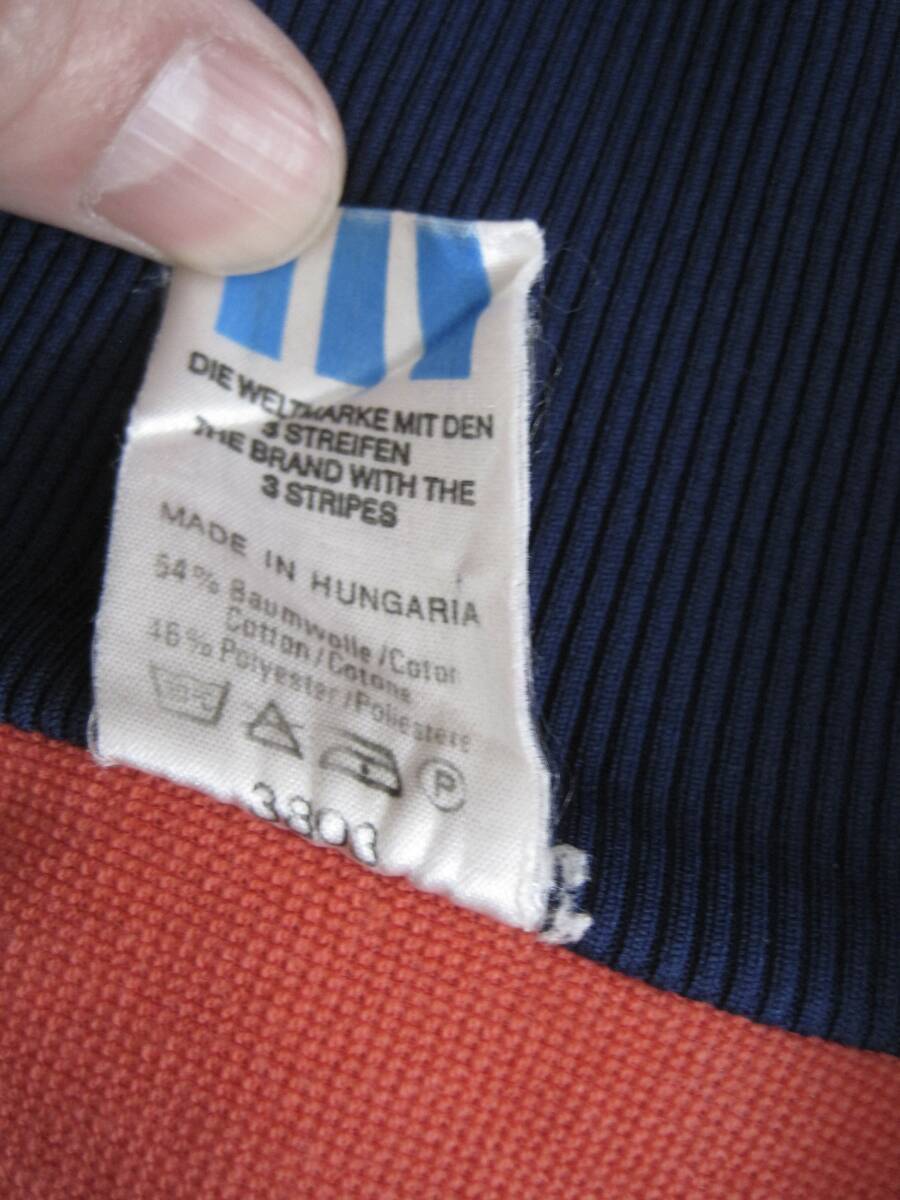 DIE WELTMARKE MIT DEN
3 STREIFEN
THE BRAND WITH THE
3 STRIPES
MADE IN HUNGARIA
54% Baumwolle/Coton
Cotton/Cotone
46% Polyester/Poliestere
P